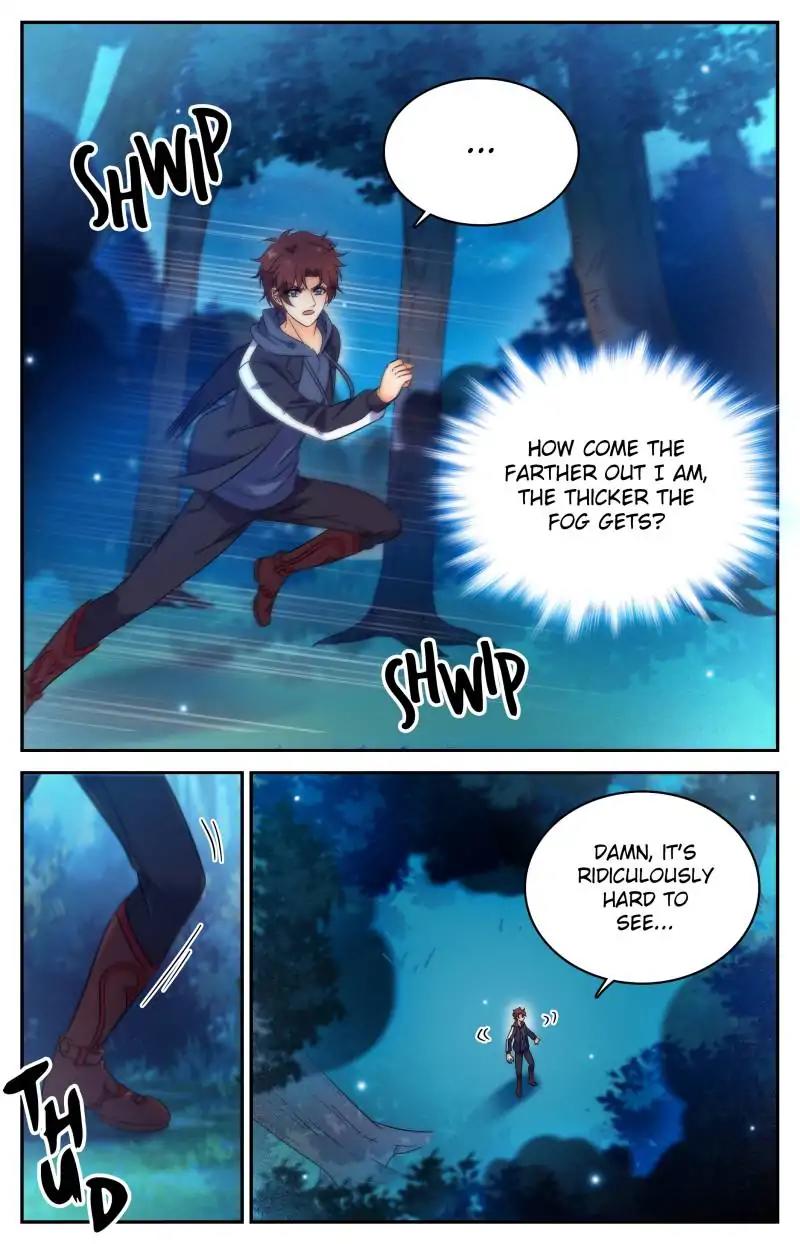 SHWIP
...
HOW COME THE
FARTHER OUT I AM,
THE THICKER THE
FOG GETS?
SHWIP
THUD
DAMN, IT'S
RIDICULOUSLY
HARD TO
SEE...